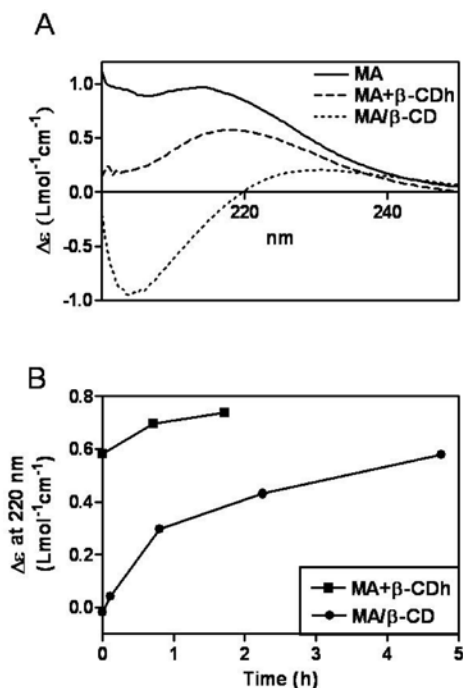 A
Δε (Lmol⁻¹cm⁻¹)
1.0
0.5
0.0
-0.5
-1.0
220
240
nm
MA
MA+β-CDh
MA/β-CD
B
Δε at 220 nm
(Lmol⁻¹cm⁻¹)
0.8
0.6
0.4
0.2
0.0
0
1
2
3
4
5
Time (h)
MA+β-CDh
MA/β-CD